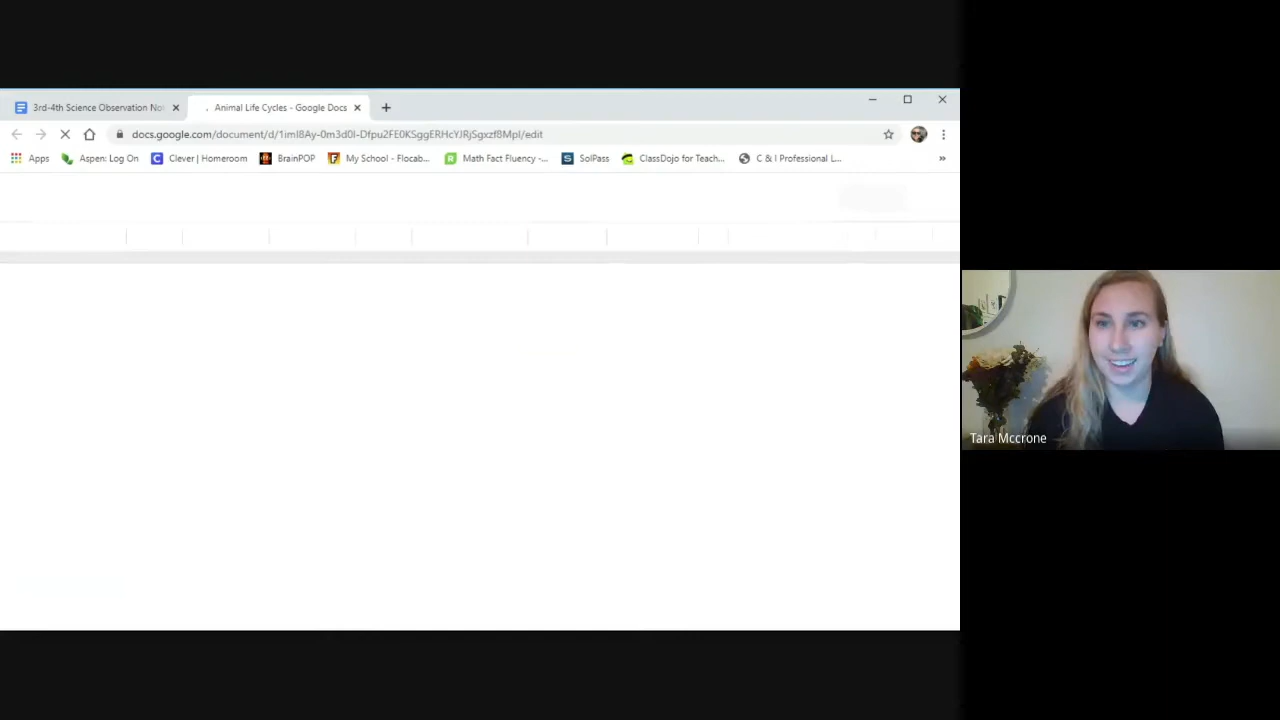 3rd-4th Science Observation No
Animal Life Cycles - Google Docs
docs.google.com/document/d/1imI8Ay-0m3d0I-Dfpu2FE0KSggERHcYJRjSgxzf8MpI/edit
Apps
Aspen: Log On
Clever | Homeroom
BrainPOP
My School - Flocab...
Math Fact Fluency -...
SolPass
ClassDojo for Teach...
C & I Professional L...
Tara Mccrone